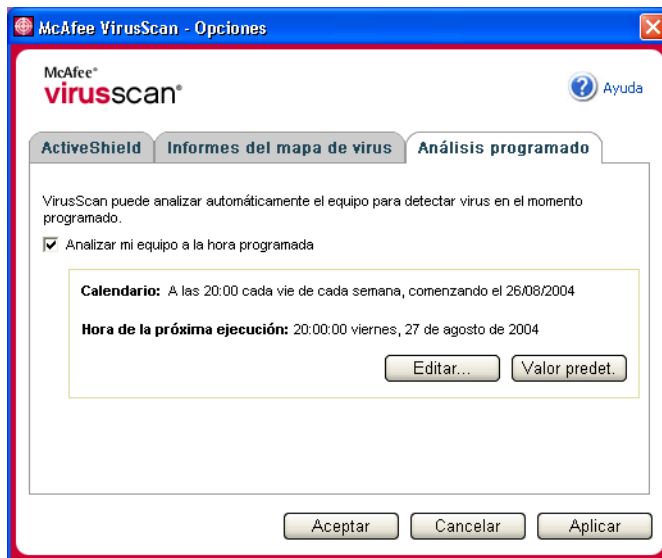 McAfee VirusScan - Opciones
McAfee®
virusscan®
Ayuda
ActiveShield
Informes del mapa de virus
Análisis programado
VirusScan puede analizar automáticamente el equipo para detectar virus en el momento
programado.
Analizar mi equipo a la hora programada
Calendario: A las 20:00 cada vie de cada semana, comenzando el 26/08/2004
Hora de la próxima ejecución: 20:00:00 viernes, 27 de agosto de 2004
Editar...
Valor predet.
Aceptar
Cancelar
Aplicar